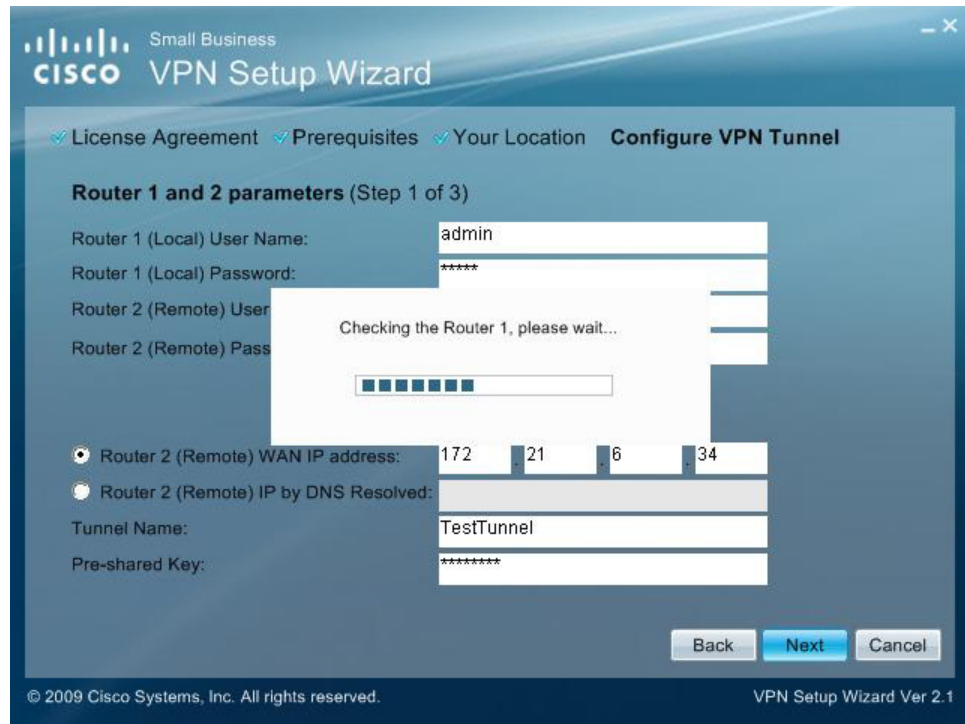 Small Business
CISCO VPN Setup Wizard
License Agreement Prerequisites Your Location Configure VPN Tunnel
Router 1 and 2 parameters (Step 1 of 3)
Router 1 (Local) User Name: admin
Router 1 (Local) Password: *****
Router 2 (Remote) User
Checking the Router 1, please wait...
Router 2 (Remote) Pass
Router 2 (Remote) WAN IP address: 172 . 21 . 6 . 34
Router 2 (Remote) IP by DNS Resolved:
Tunnel Name: TestTunnel
Pre-shared Key: ********
Back Next Cancel
© 2009 Cisco Systems, Inc. All rights reserved. VPN Setup Wizard Ver 2.1